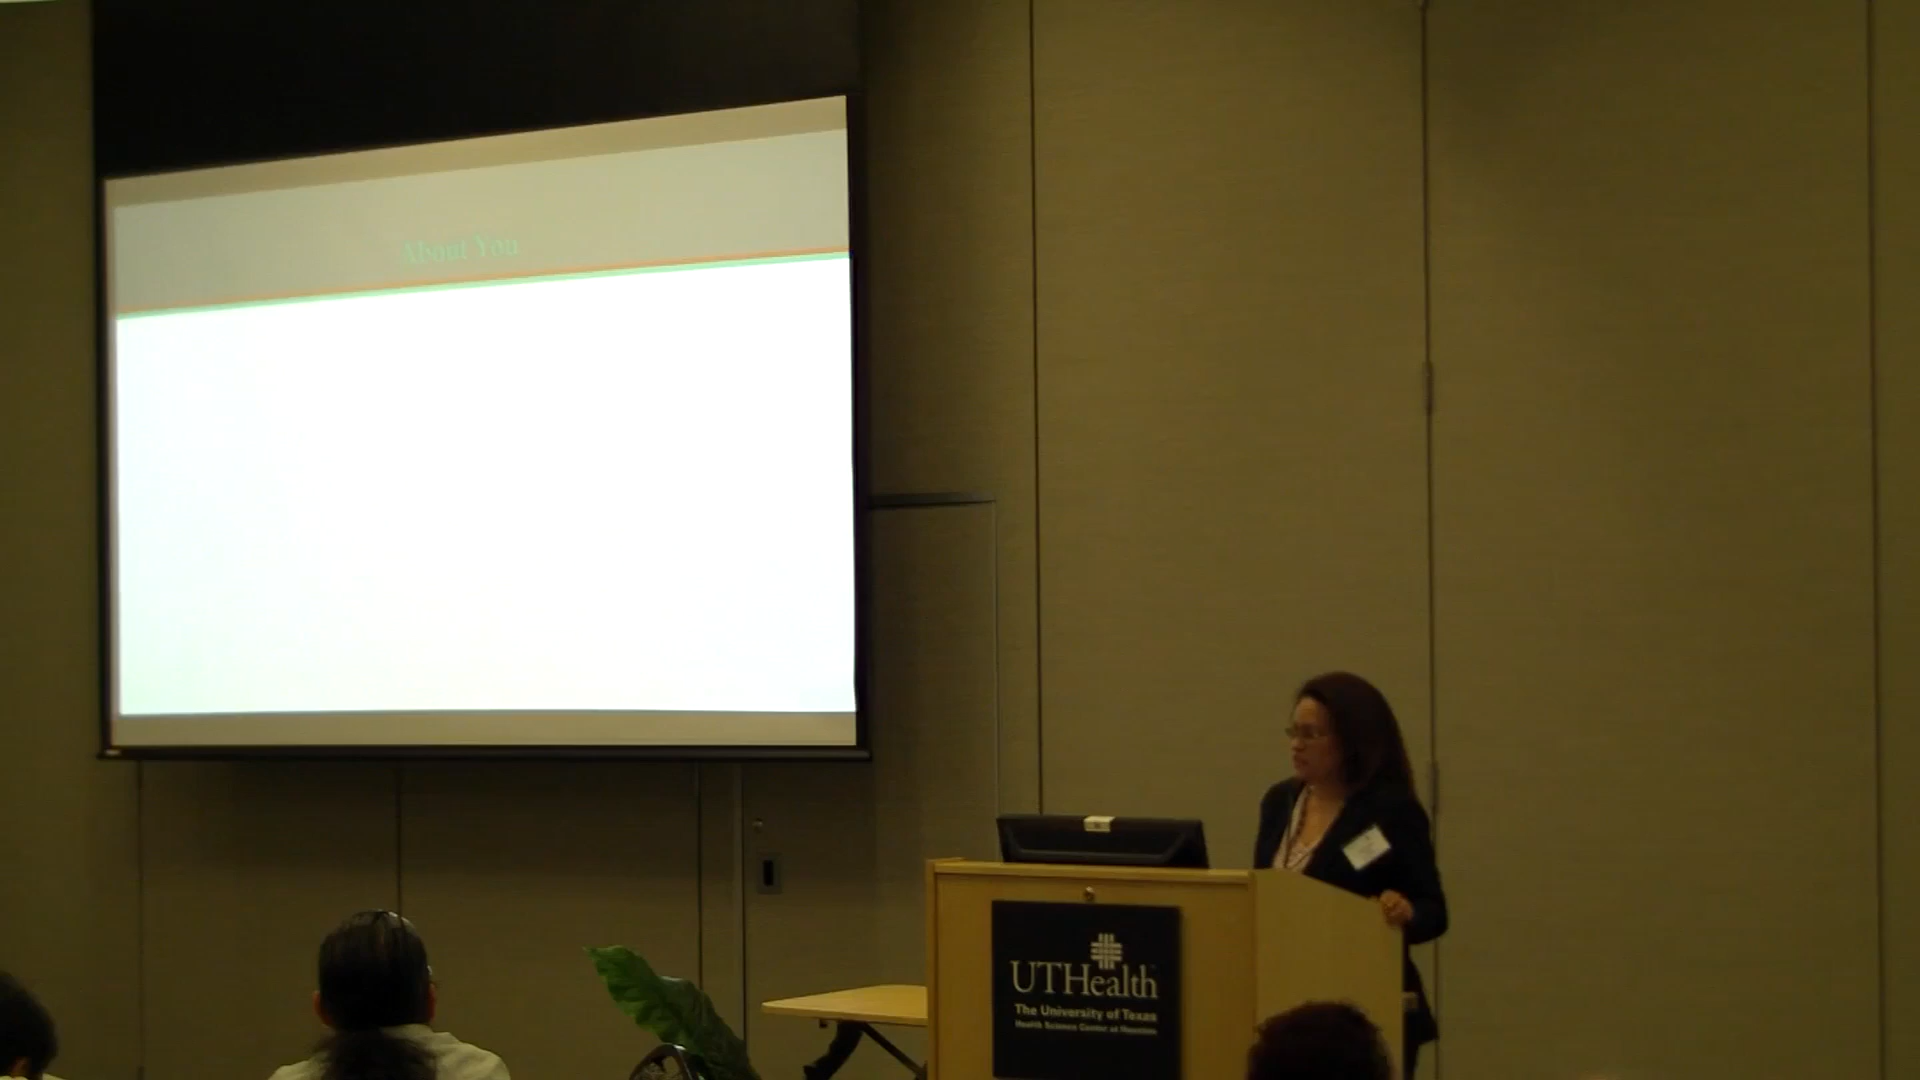 About You
UTHealth
The University of Texas
Health Science Center at Houston